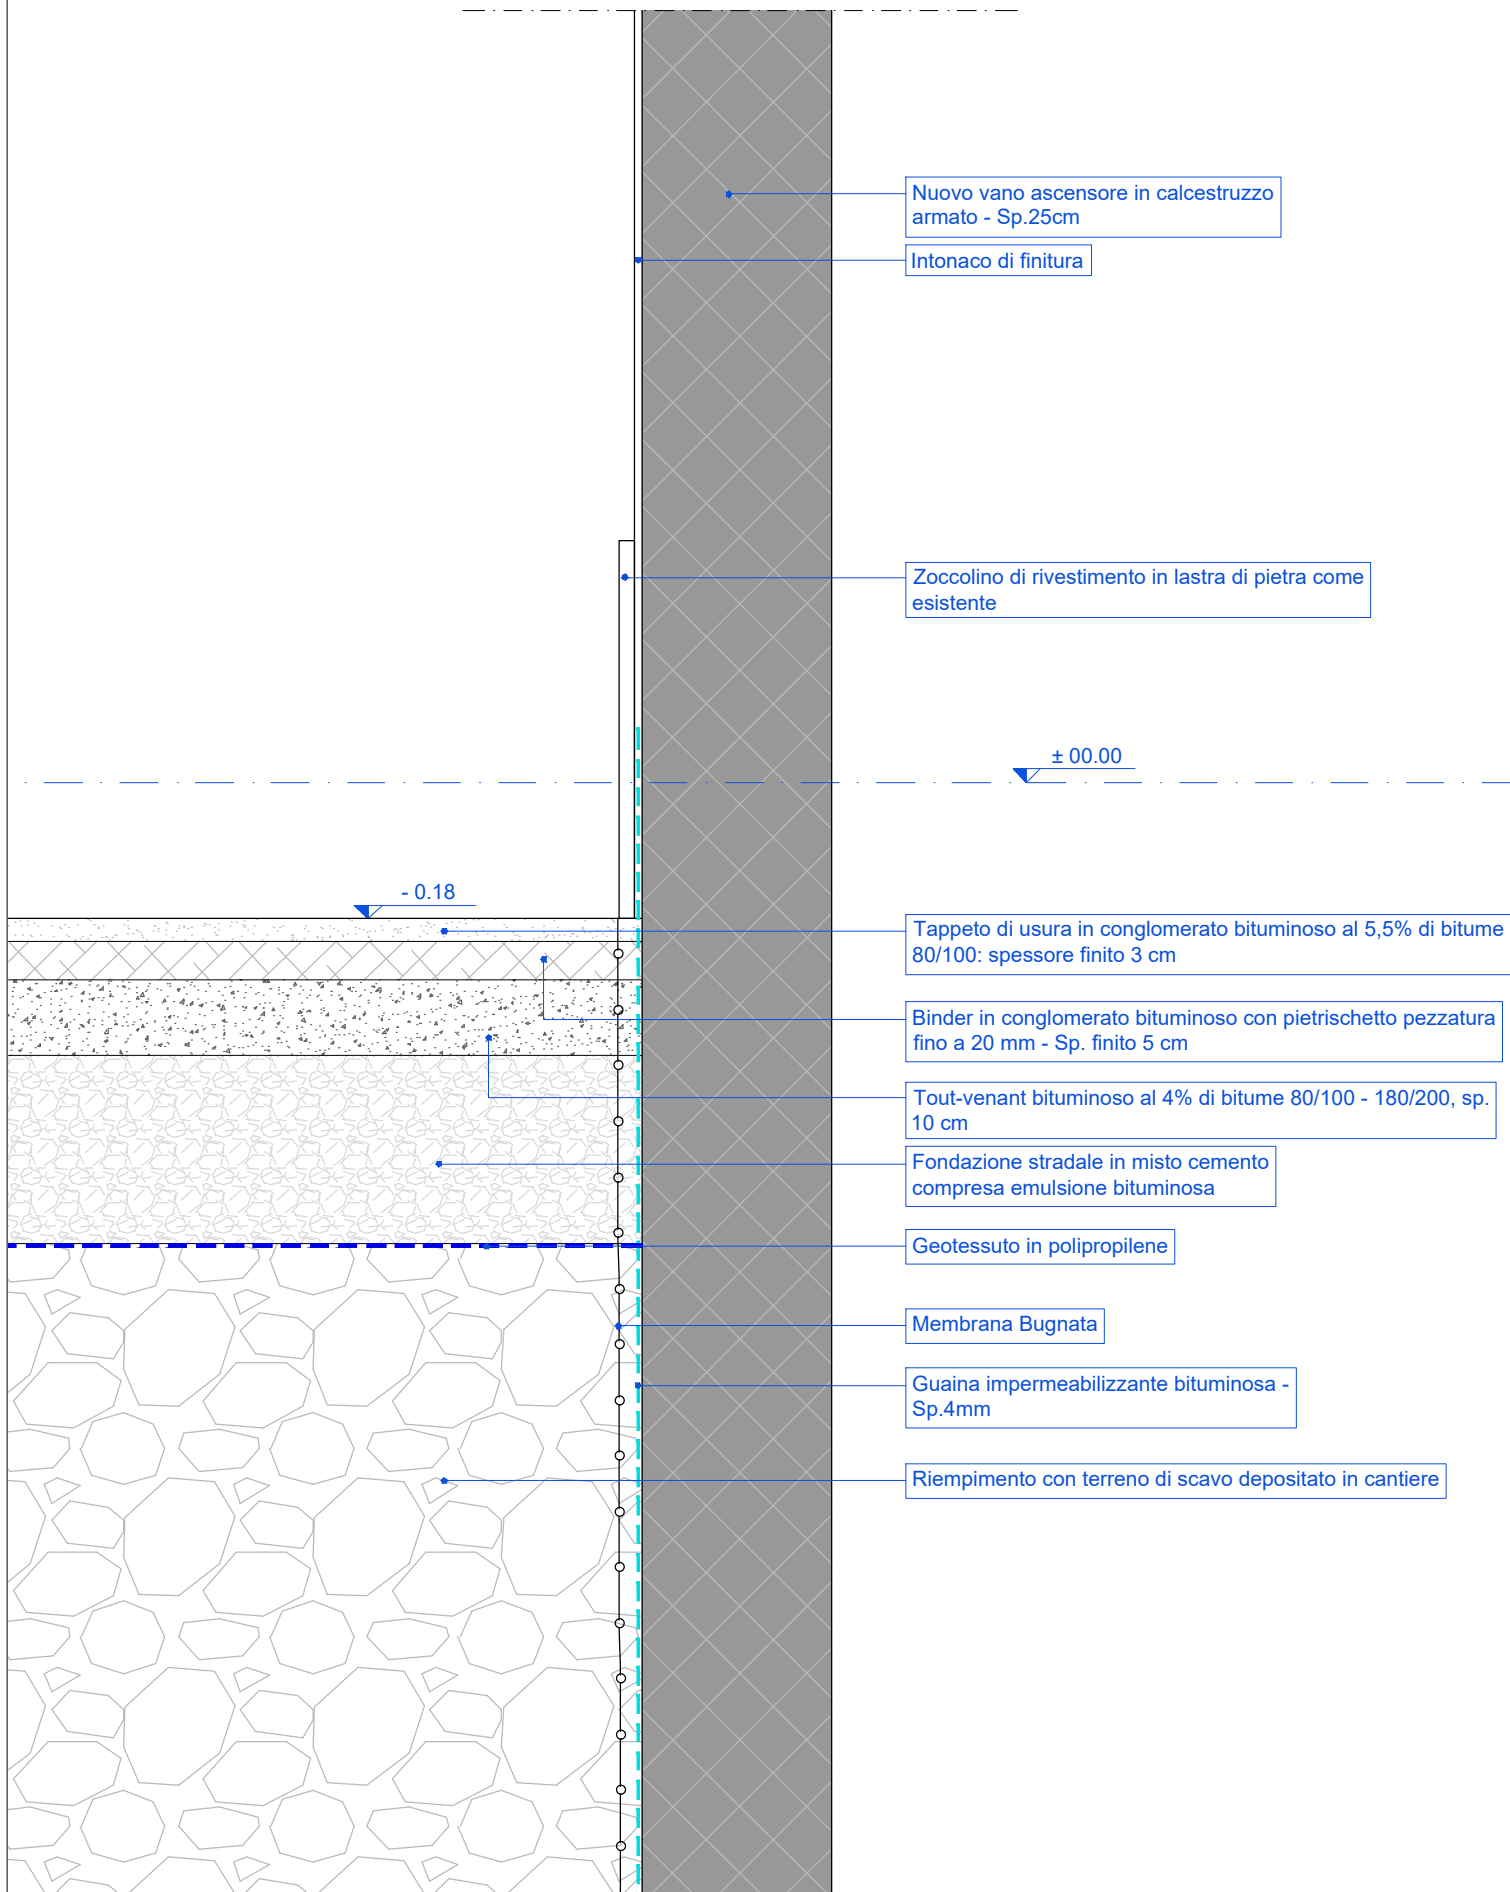 Nuovo vano ascensore in calcestruzzo
armato - Sp.25cm
Intonaco di finitura
Zoccolino di rivestimento in lastra di pietra come
esistente
± 00.00
- 0.18
Tappeto di usura in conglomerato bituminoso al 5,5% di bitume
80/100: spessore finito 3 cm
Binder in conglomerato bituminoso con pietrischetto pezzatura
fino a 20 mm - Sp. finito 5 cm
Tout-venant bituminoso al 4% di bitume 80/100 - 180/200, sp.
10 cm
Fondazione stradale in misto cemento
compresa emulsione bituminosa
Geotessuto in polipropilene
Membrana Bugnata
Guaina impermeabilizzante bituminosa -
Sp.4mm
Riempimento con terreno di scavo depositato in cantiere